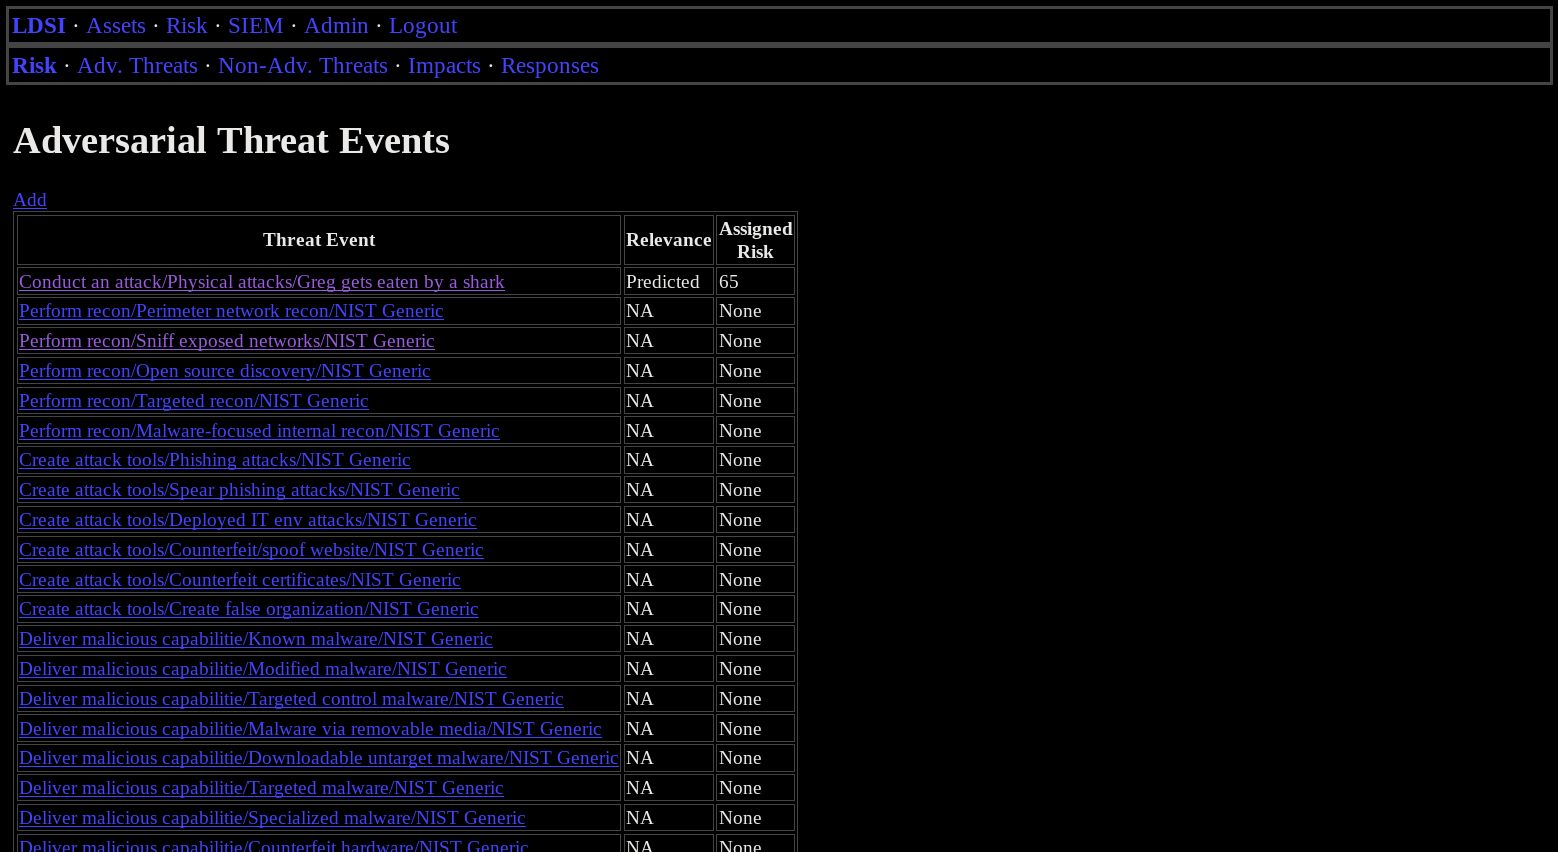 LDSI · Assets · Risk · SIEM · Admin · Logout
Risk · Adv. Threats · Non-Adv. Threats · Impacts · Responses
Adversarial Threat Events
Add
Threat Event Relevance Assigned Risk
Conduct an attack/Physical attacks/Greg gets eaten by a shark Predicted 65
Perform recon/Perimeter network recon/NIST Generic NA None
Perform recon/Sniff exposed networks/NIST Generic NA None
Perform recon/Open source discovery/NIST Generic NA None
Perform recon/Targeted recon/NIST Generic NA None
Perform recon/Malware-focused internal recon/NIST Generic NA None
Create attack tools/Phishing attacks/NIST Generic NA None
Create attack tools/Spear phishing attacks/NIST Generic NA None
Create attack tools/Deployed IT env attacks/NIST Generic NA None
Create attack tools/Counterfeit/spoof website/NIST Generic NA None
Create attack tools/Counterfeit certificates/NIST Generic NA None
Create attack tools/Create false organization/NIST Generic NA None
Deliver malicious capabilitie/Known malware/NIST Generic NA None
Deliver malicious capabilitie/Modified malware/NIST Generic NA None
Deliver malicious capabilitie/Targeted control malware/NIST Generic NA None
Deliver malicious capabilitie/Malware via removable media/NIST Generic NA None
Deliver malicious capabilitie/Downloadable untarget malware/NIST Generic NA None
Deliver malicious capabilitie/Targeted malware/NIST Generic NA None
Deliver malicious capabilitie/Specialized malware/NIST Generic NA None
Deliver malicious capabilitie/Counterfeit hardware/NIST Generic NA None